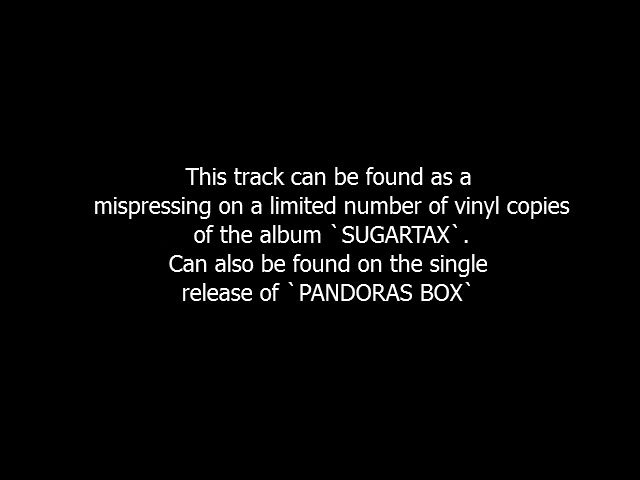 This track can be found as a
mispressing on a limited number of vinyl copies
of the album `SUGARTAX`.
Can also be found on the single
release of `PANDORAS BOX`